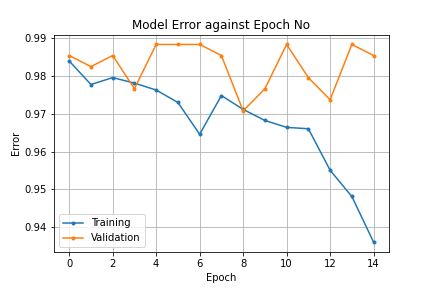 Model Error against Epoch No
0.99
0.98
0.97
0.96
0.95
0.94
Error
Training
Validation
0 2 4 6 8 10 12 14
Epoch